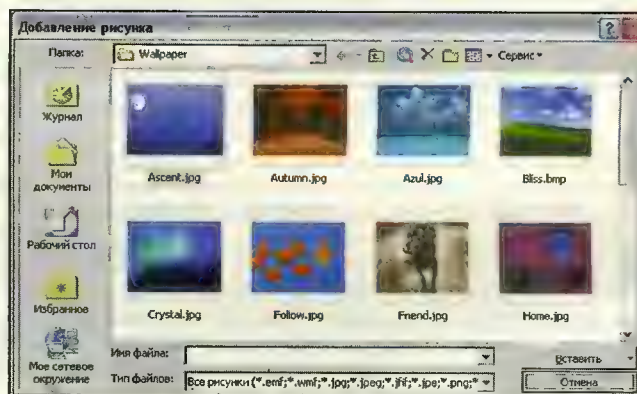 Добавление рисунка
Папка: Wallpaper Сервис
Журнал
Мои документы
Рабочий стол
Избранное
Мое сетевое окружение
Ascent.jpg Autumn.jpg Azul.jpg Bliss.bmp
Crystal.jpg Follow.jpg Friend.jpg Home.jpg
Имя файла: Вставить
Тип файлов: Все рисунки (*.emf;*.wmf;*.jpg;*.jpeg;*.jfif;*.jpe;*.png;* Отмена